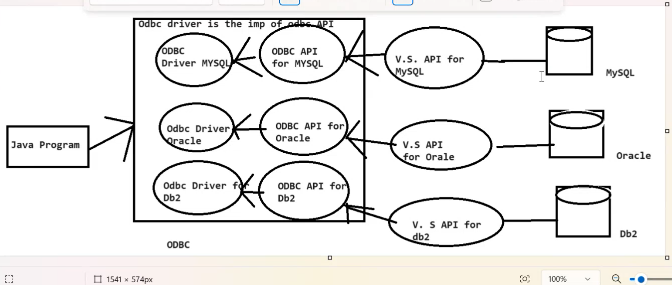 Odbc driver is the imp of odbc API
ODBC
Driver MYSQL
ODBC API
for MYSQL
V.S. API for
MySQL
MySQL
Java Program
Odbc Driver
Oracle
ODBC API for
Oracle
V.S API
for Orale
Oracle
Odbc Driver for
Db2
ODBC API for
Db2
V. S API for
db2
Db2
ODBC
1541 × 574px
100%